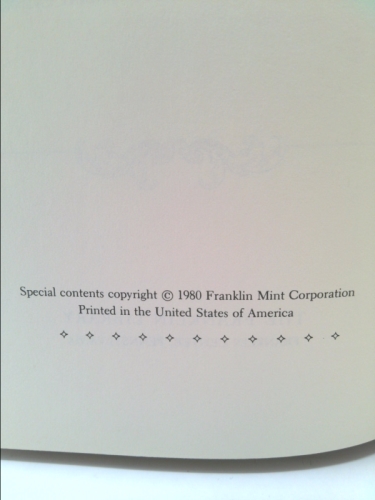 Special contents copyright © 1980 Franklin Mint Corporation
Printed in the United States of America